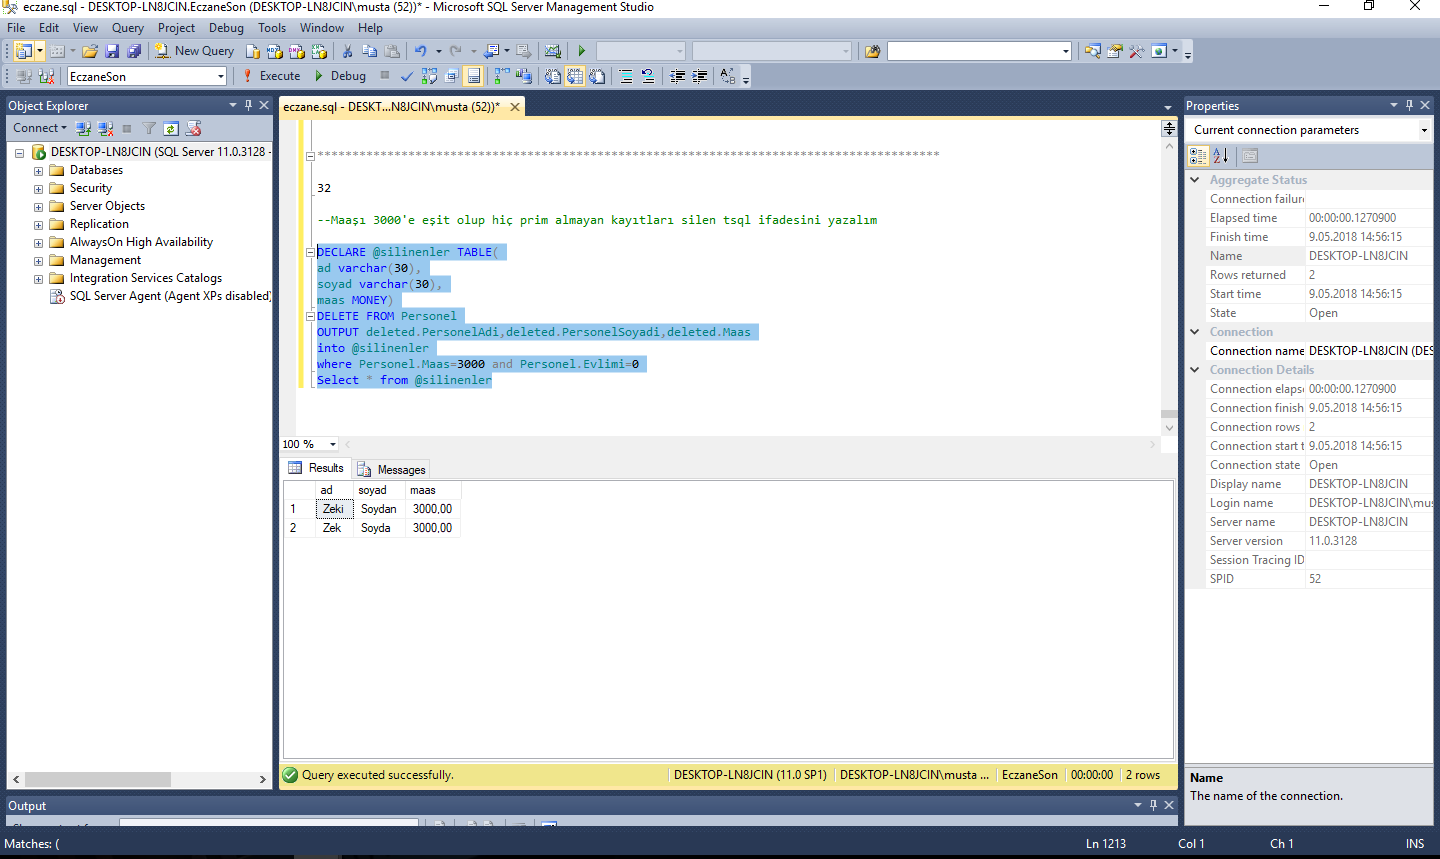 eczane.sql - DESKTOP-LN8JCIN.EczaneSon (DESKTOP-LN8JCIN\musta (52))* - Microsoft SQL Server Management Studio
File Edit View Query Project Debug Tools Window Help
New Query
EczaneSon
Execute Debug
Object Explorer
Connect
DESKTOP-LN8JCIN (SQL Server 11.0.3128 -
Databases
Security
Server Objects
Replication
AlwaysOn High Availability
Management
Integration Services Catalogs
SQL Server Agent (Agent XPs disabled)
eczane.sql - DESKT...N8JCIN\musta (52))*
32
--Maaşı 3000'e eşit olup hiç prim almayan kayıtları silen tsql ifadesini yazalım
DECLARE @silinenler TABLE(
ad varchar(30),
soyad varchar(30),
maas MONEY)
DELETE FROM Personel
OUTPUT deleted.PersonelAdi,deleted.PersonelSoyadi,deleted.Maas
into @silinenler
where Personel.Maas=3000 and Personel.Evlimi=0
Select * from @silinenler
100 %
Results Messages
ad soyad maas
1 Zeki Soydan 3000,00
2 Zek Soyda 3000,00
Query executed successfully.
DESKTOP-LN8JCIN (11.0 SP1) DESKTOP-LN8JCIN\musta ... EczaneSon 00:00:00 2 rows
Properties
Current connection parameters
Aggregate Status
Connection failure
Elapsed time 00:00:00.1270900
Finish time 9.05.2018 14:56:15
Name DESKTOP-LN8JCIN
Rows returned 2
Start time 9.05.2018 14:56:15
State Open
Connection
Connection name DESKTOP-LN8JCIN (DES
Connection Details
Connection elaps 00:00:00.1270900
Connection finish 9.05.2018 14:56:15
Connection rows 2
Connection start t 9.05.2018 14:56:15
Connection state Open
Display name DESKTOP-LN8JCIN
Login name DESKTOP-LN8JCIN\mus
Server name DESKTOP-LN8JCIN
Server version 11.0.3128
Session Tracing ID
SPID 52
Name
The name of the connection.
Output
Matches: (
Ln 1213 Col 1 Ch 1 INS